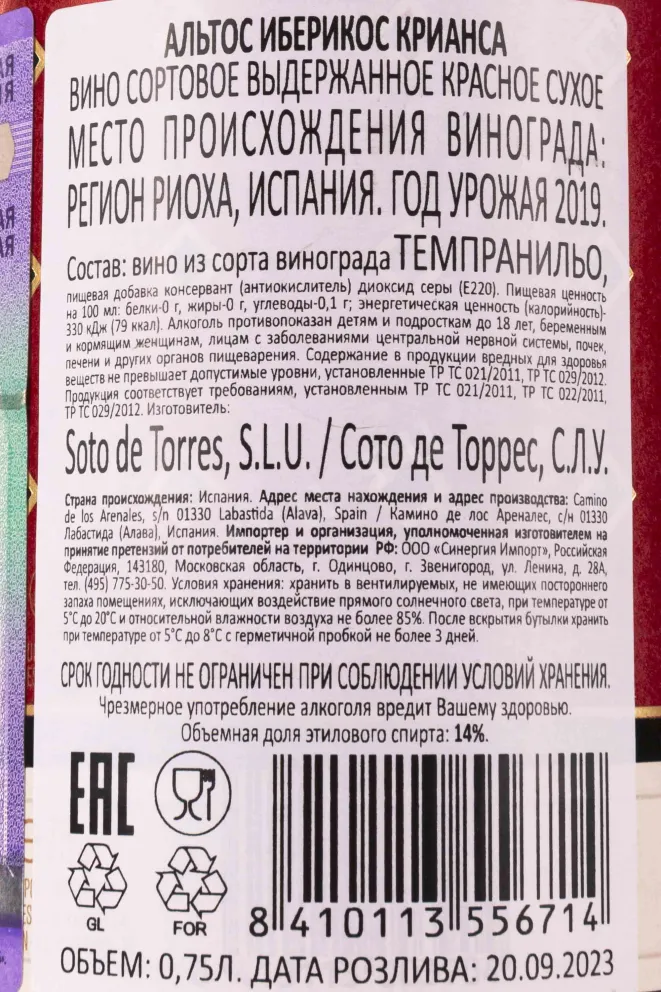 АЛЬТОС ИБЕРИКОС КРИАНСА
ВИНО СОРТОВОЕ ВЫДЕРЖАННОЕ КРАСНОЕ СУХОЕ
МЕСТО ПРОИСХОЖДЕНИЯ ВИНОГРАДА:
РЕГИОН РИОХА, ИСПАНИЯ. ГОД УРОЖАЯ 2019.
Состав: вино из сорта винограда ТЕМПРАНИЛЬО,
пищевая добавка консервант (антиокислитель) диоксид серы (Е220). Пищевая ценность
на 100 мл: белки-0 г, жиры-0 г, углеводы-0,1 г; энергетическая ценность (калорийность)-
330 кДж (79 ккал). Алкоголь противопоказан детям и подросткам до 18 лет, беременным
и кормящим женщинам, лицам с заболеваниями центральной нервной системы, почек,
печени и других органов пищеварения. Содержание в продукции вредных для здоровья
веществ не превышает допустимые уровни, установленные ТР ТС 021/2011, ТР ТС 029/2012.
Продукция соответствует требованиям, установленным ТР ТС 021/2011, ТР ТС 022/2011,
ТР ТС 029/2012. Изготовитель:
Soto de Torres, S.L.U. / Сото де Торрес, С.Л.У.
Страна происхождения: Испания. Адрес места нахождения и адрес производства: Camino
de los Arenales, s/n 01330 Labastida (Alava), Spain / Камино де лос Ареналес, с/н 01330
Лабастида (Алава), Испания. Импортер и организация, уполномоченная изготовителем на
принятие претензий от потребителей на территории РФ: ООО «Синергия Импорт», Российская
Федерация, 143180, Московская область, г. Одинцово, г. Звенигород, ул. Ленина, д. 28А,
тел. (495) 775-30-50. Условия хранения: хранить в вентилируемых, не имеющих постороннего
запаха помещениях, исключающих воздействие прямого солнечного света, при температуре от
5°С до 20°С и относительной влажности воздуха не более 85%. После вскрытия бутылки хранить
при температуре от 5°С до 8°С с герметичной пробкой не более 3 дней.
СРОК ГОДНОСТИ НЕ ОГРАНИЧЕН ПРИ СОБЛЮДЕНИИ УСЛОВИЙ ХРАНЕНИЯ.
Чрезмерное употребление алкоголя вредит Вашему здоровью.
Объемная доля этилового спирта: 14%.
EAC
GL
FOR
8 410113 556714
ОБЪЕМ: 0,75Л. ДАТА РОЗЛИВА: 20.09.2023